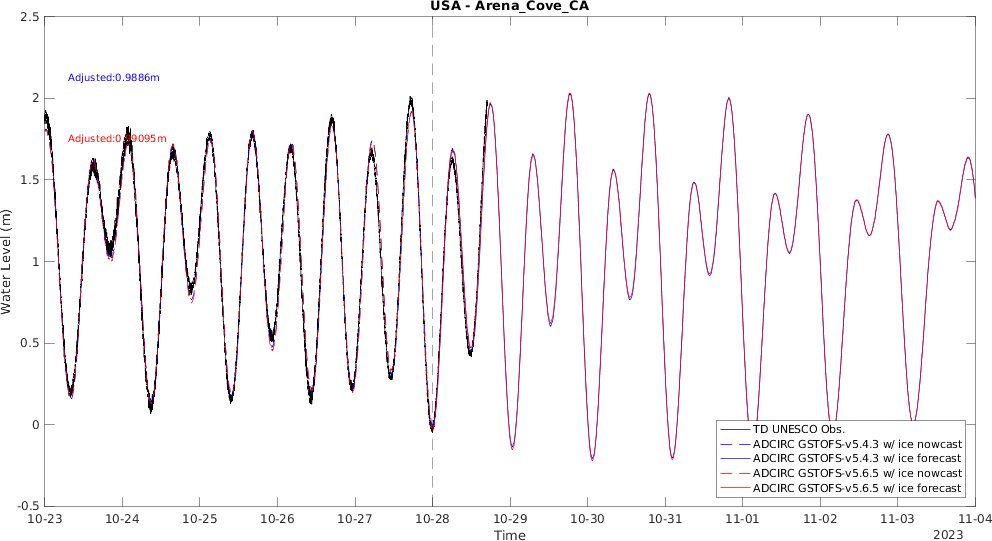 USA - Arena_Cove_CA
2.5
2
1.5
1
0.5
0
-0.5
Water Level (m)
Adjusted:0.9886m
Adjusted:0.99095m
TD UNESCO Obs.
ADCIRC GSTOFS-v5.4.3 w/ ice nowcast
ADCIRC GSTOFS-v5.4.3 w/ ice forecast
ADCIRC GSTOFS-v5.6.5 w/ ice nowcast
ADCIRC GSTOFS-v5.6.5 w/ ice forecast
10-23 10-24 10-25 10-26 10-27 10-28 10-29 10-30 10-31 11-01 11-02 11-03 11-04
Time
2023